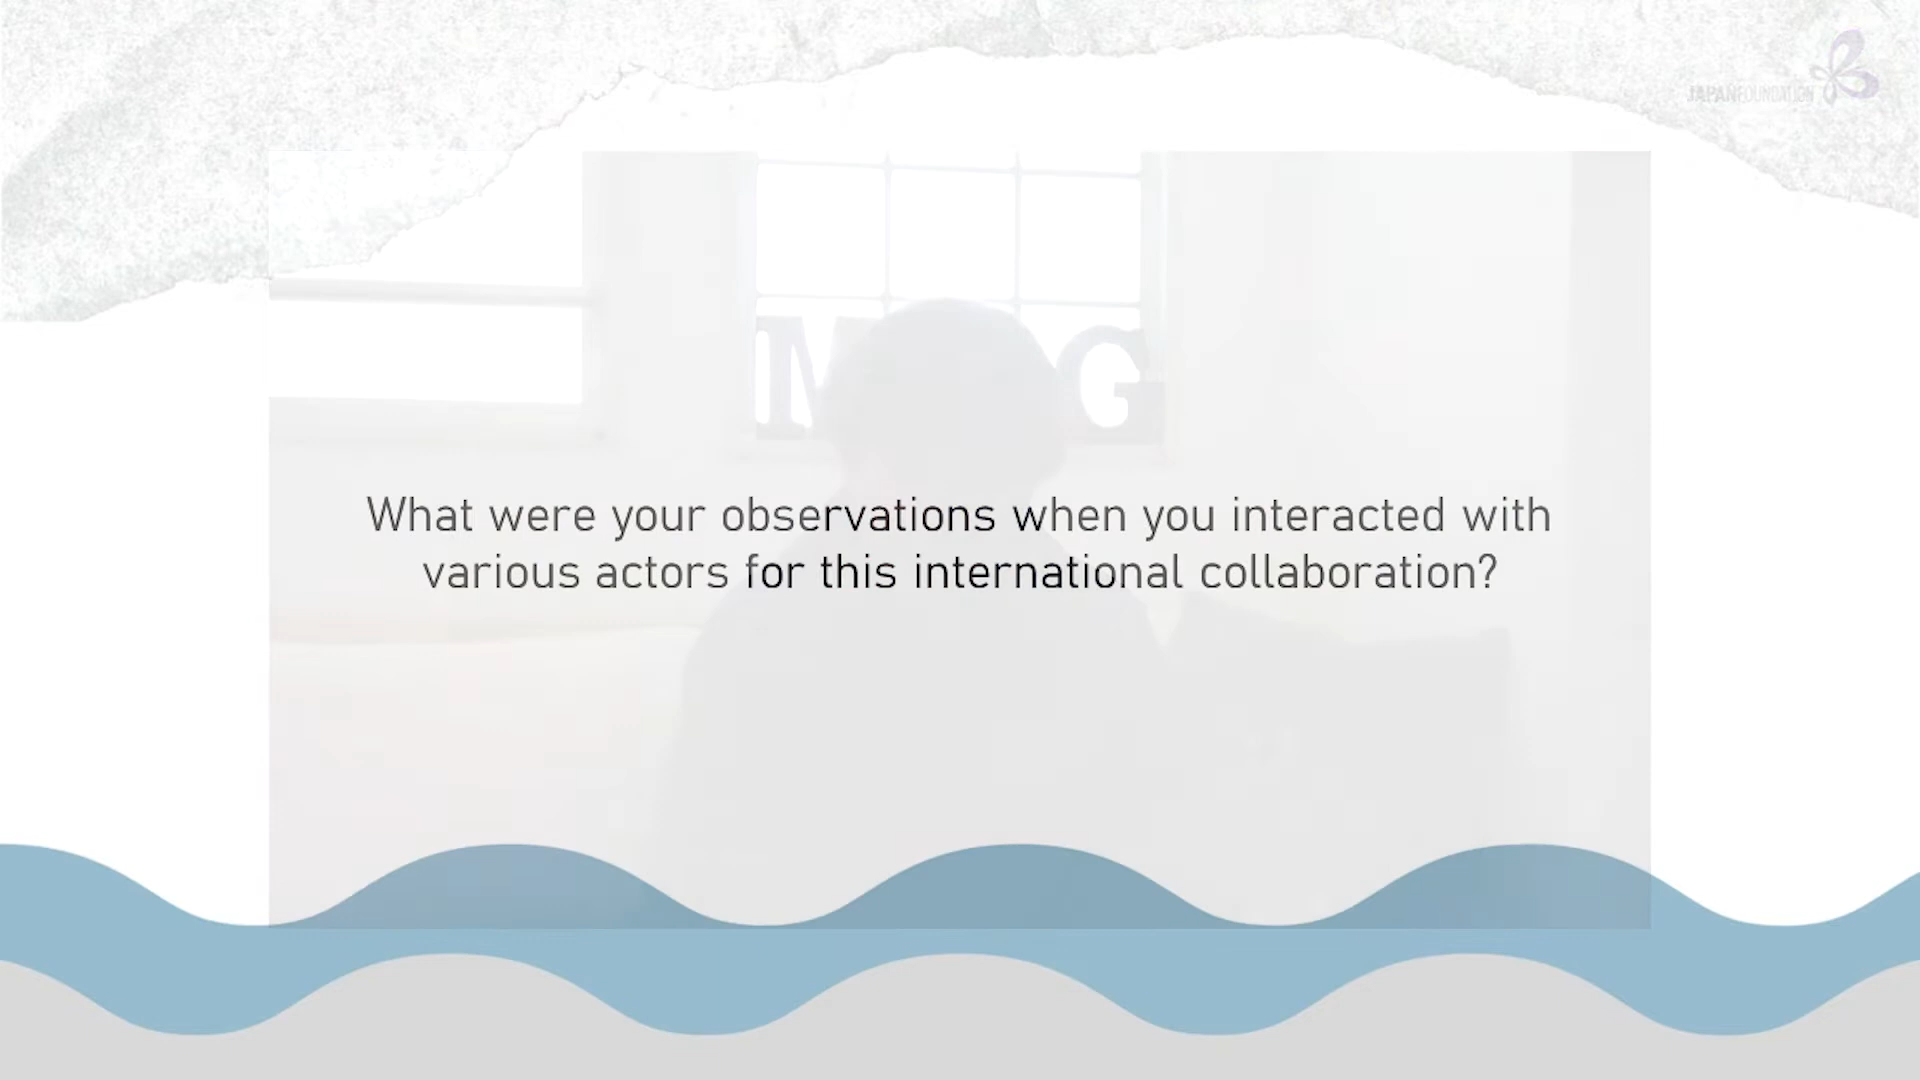 JAPANFOUNDATION
M G
What were your observations when you interacted with
various actors for this international collaboration?